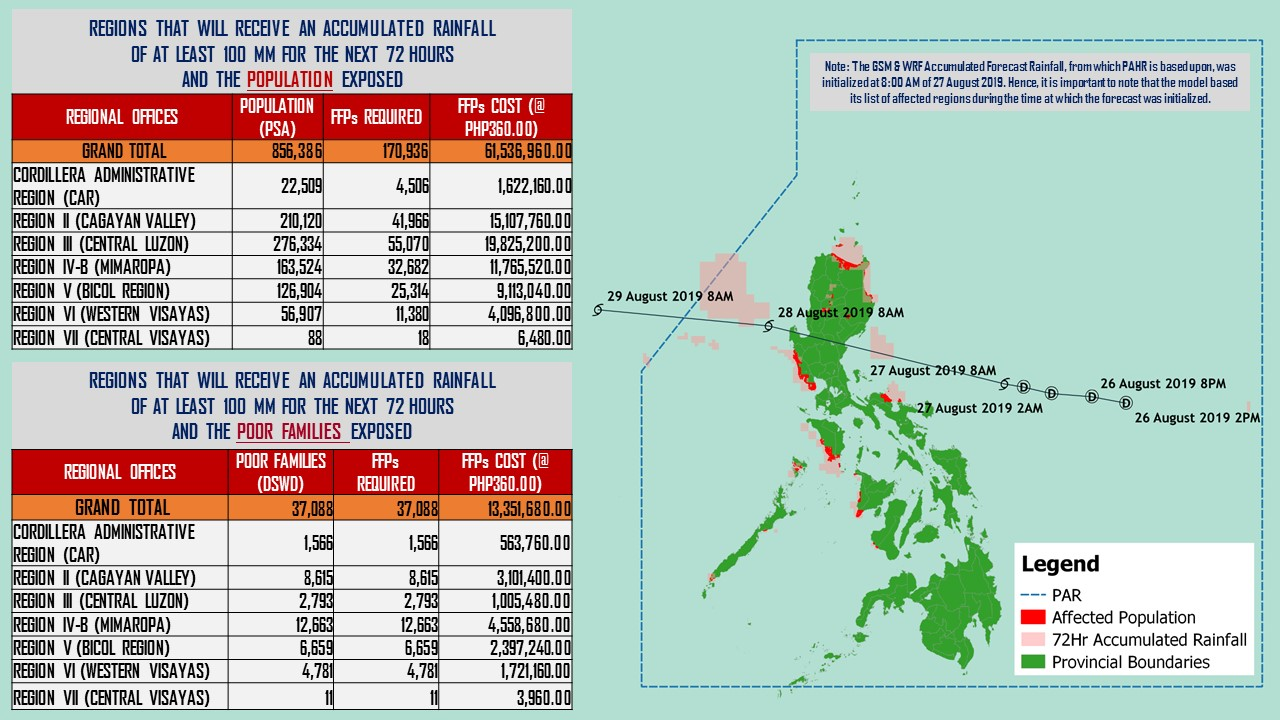 REGIONS THAT WILL RECEIVE AN ACCUMULATED RAINFALL
OF AT LEAST 100 MM FOR THE NEXT 72 HOURS
AND THE POPULATION EXPOSED
REGIONAL OFFICES POPULATION (PSA) FFPs REQUIRED FFPs COST (@ PHP360.00)
GRAND TOTAL 856,386 170,936 61,536,960.00
CORDILLERA ADMINISTRATIVE REGION (CAR) 22,509 4,506 1,622,160.00
REGION II (CAGAYAN VALLEY) 210,120 41,966 15,107,760.00
REGION III (CENTRAL LUZON) 276,334 55,070 19,825,200.00
REGION IV-B (MIMAROPA) 163,524 32,682 11,765,520.00
REGION V (BICOL REGION) 126,904 25,314 9,113,040.00
REGION VI (WESTERN VISAYAS) 56,907 11,380 4,096,800.00
REGION VII (CENTRAL VISAYAS) 88 18 6,480.00
REGIONS THAT WILL RECEIVE AN ACCUMULATED RAINFALL
OF AT LEAST 100 MM FOR THE NEXT 72 HOURS
AND THE POOR FAMILIES EXPOSED
REGIONAL OFFICES POOR FAMILIES (DSWD) FFPs REQUIRED FFPs COST (@ PHP360.00)
GRAND TOTAL 37,088 37,088 13,351,680.00
CORDILLERA ADMINISTRATIVE REGION (CAR) 1,566 1,566 563,760.00
REGION II (CAGAYAN VALLEY) 8,615 8,615 3,101,400.00
REGION III (CENTRAL LUZON) 2,793 2,793 1,005,480.00
REGION IV-B (MIMAROPA) 12,663 12,663 4,558,680.00
REGION V (BICOL REGION) 6,659 6,659 2,397,240.00
REGION VI (WESTERN VISAYAS) 4,781 4,781 1,721,160.00
REGION VII (CENTRAL VISAYAS) 11 11 3,960.00
Note: The GSM & WRF Accumulated Forecast Rainfall, from which PAHR is based upon, was
initialized at 8:00 AM of 27 August 2019. Hence, it is important to note that the model based
its list of affected regions during the time at which the forecast was initialized.
29 August 2019 8AM
28 August 2019 8AM
27 August 2019 8AM
26 August 2019 8PM
27 August 2019 2AM
26 August 2019 2PM
D D D D
Legend
PAR
Affected Population
72Hr Accumulated Rainfall
Provincial Boundaries